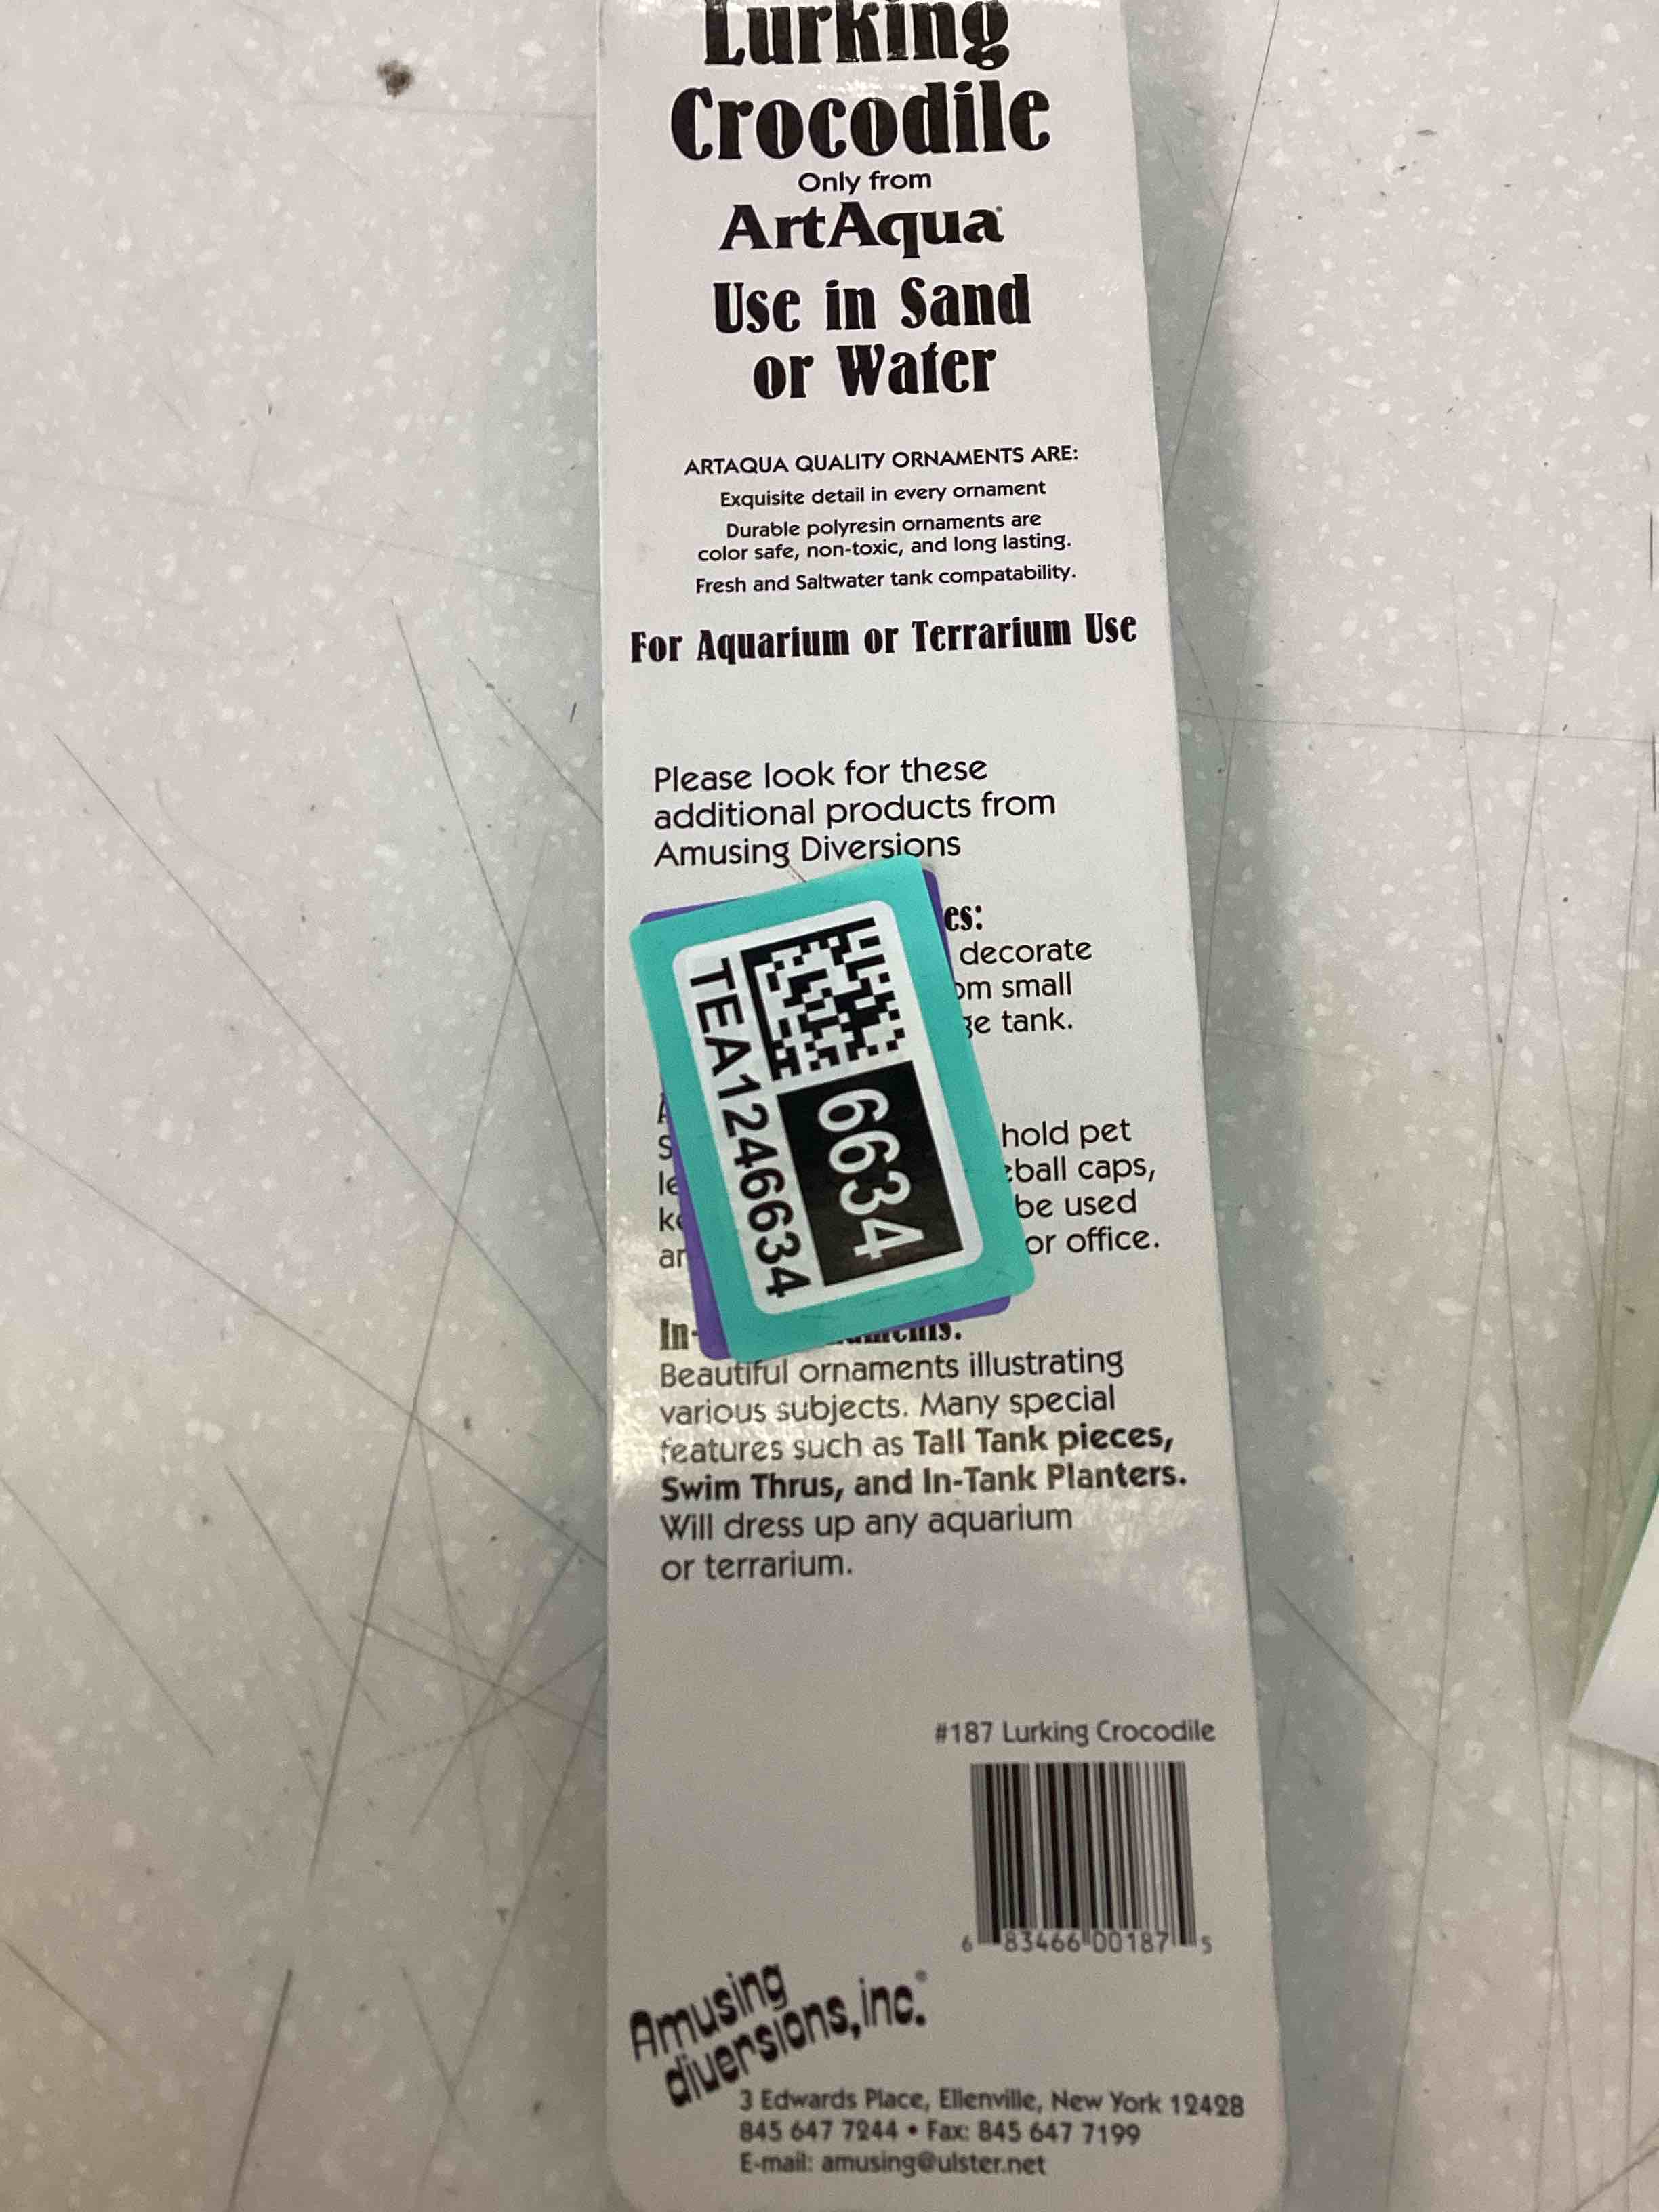 Lurking
Crocodile
Only from
ArtAqua
Use in Sand
or Water
ARTAQUA QUALITY ORNAMENTS ARE:
Exquisite detail in every ornament
Durable polyresin ornaments are
color safe, non-toxic, and long lasting.
Fresh and Saltwater tank compatability.
For Aquarium or Terrarium Use
Please look for these
additional products from
Amusing Diversions
decorate
small
tank.
TEA1246634
6634
hold pet
caps,
be used
or office.
Beautiful ornaments illustrating
various subjects. Many special
features such as Tall Tank pieces,
Swim Thrus, and In-Tank Planters.
Will dress up any aquarium
or terrarium.
#187 Lurking Crocodile
6 83466 00187 5
Amusing
diversions, inc.®
3 Edwards Place, Ellenville, New York 12428
845 647 7244 • Fax: 845 647 7199
E-mail: amusing@ulster.net